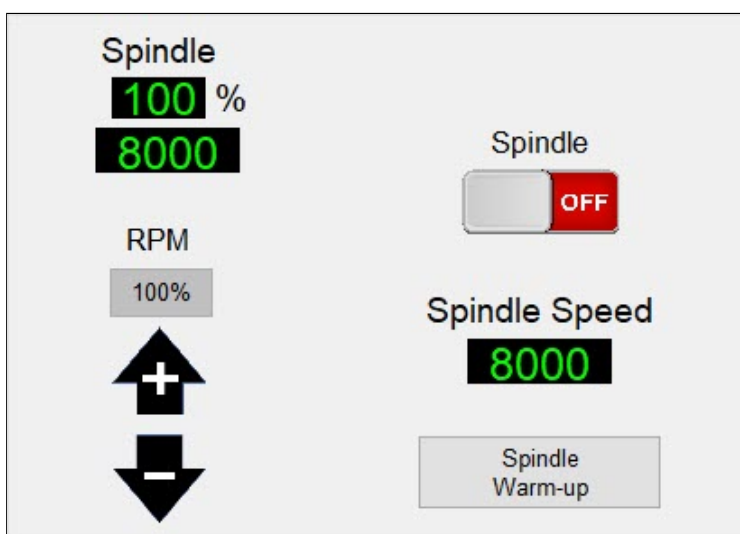 Spindle
100 %
8000
RPM
100%
+
-
Spindle
OFF
Spindle Speed
8000
Spindle
Warm-up